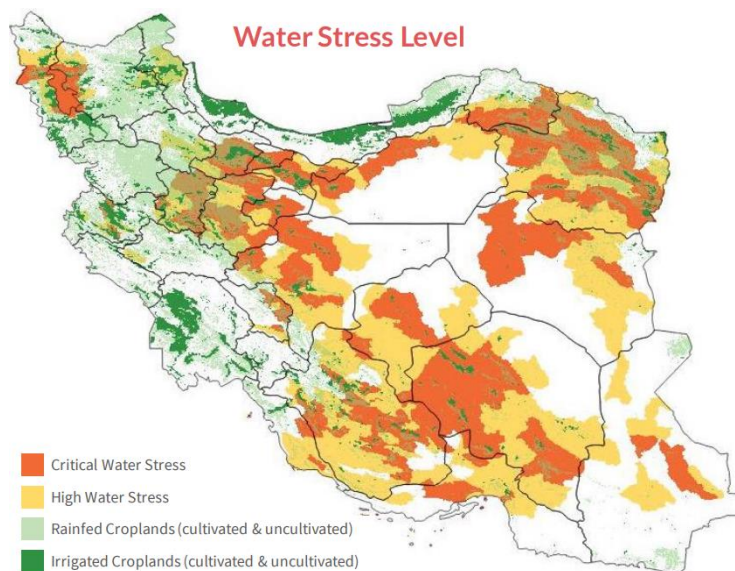 Water Stress Level
Critical Water Stress
High Water Stress
Rainfed Croplands (cultivated & uncultivated)
Irrigated Croplands (cultivated & uncultivated)